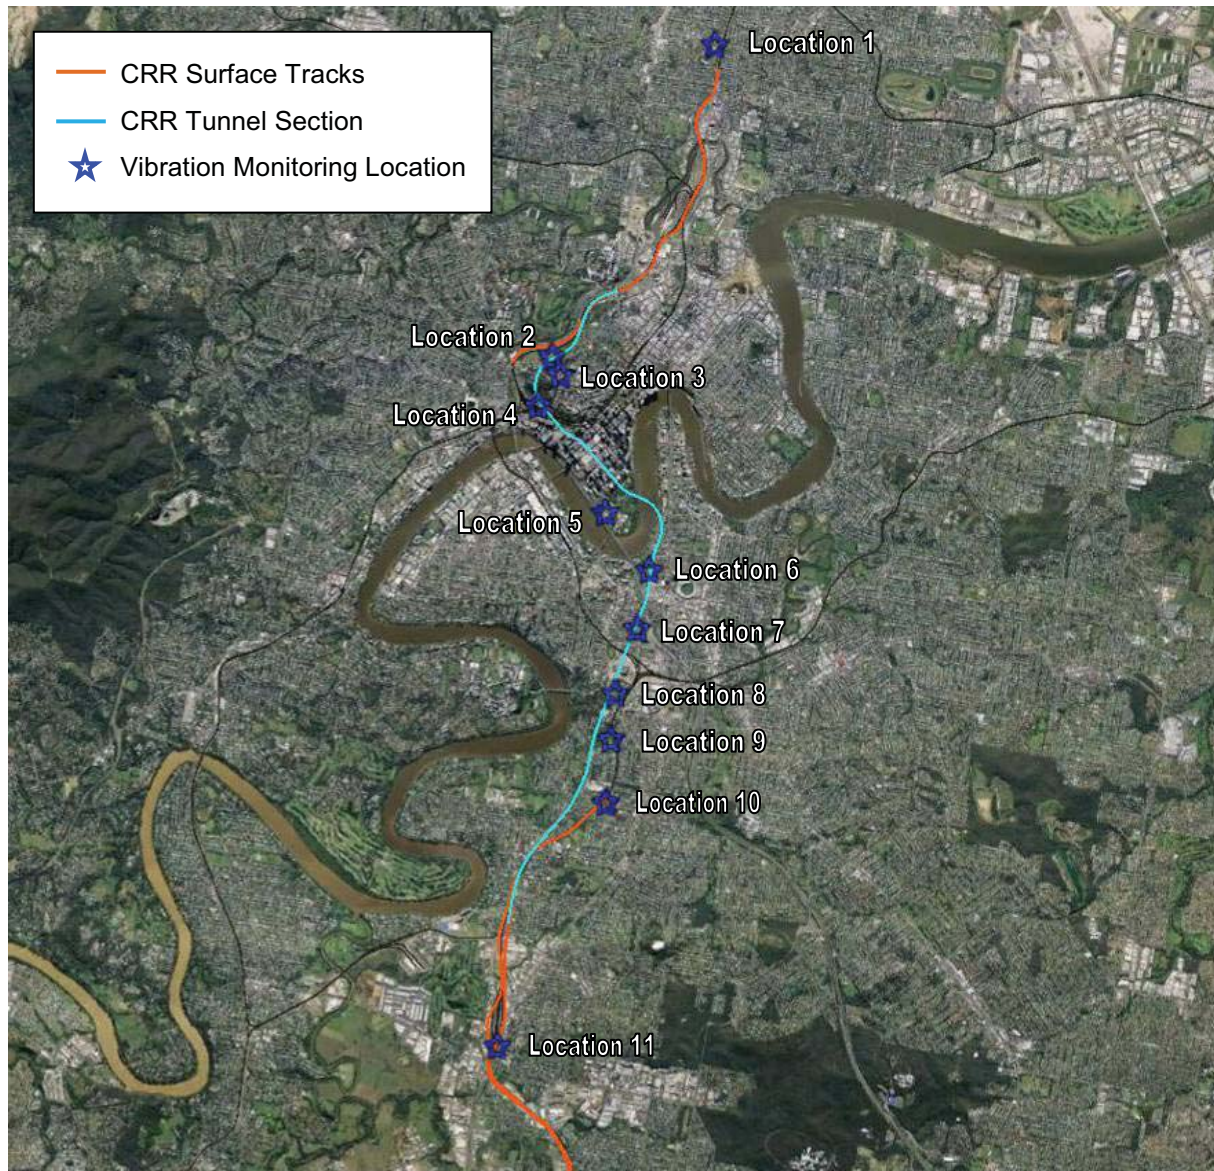 CRR Surface Tracks
CRR Tunnel Section
Vibration Monitoring Location
Location 1
Location 2
Location 3
Location 4
Location 5
Location 6
Location 7
Location 8
Location 9
Location 10
Location 11